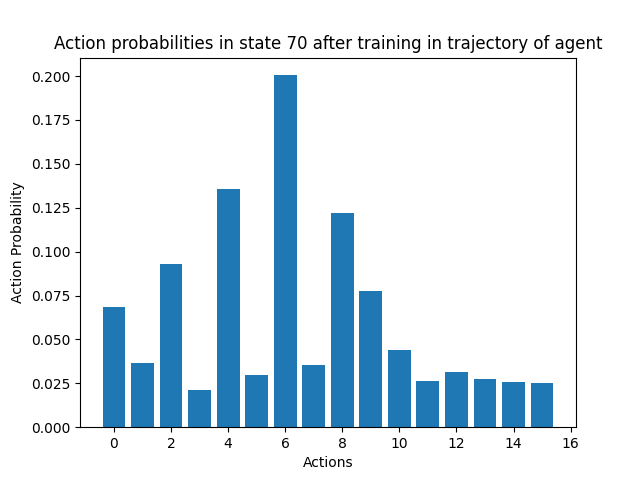 Action probabilities in state 70 after training in trajectory of agent
0.200
0.175
0.150
0.125
0.100
0.075
0.050
0.025
0.000
Action Probability
0 2 4 6 8 10 12 14 16
Actions